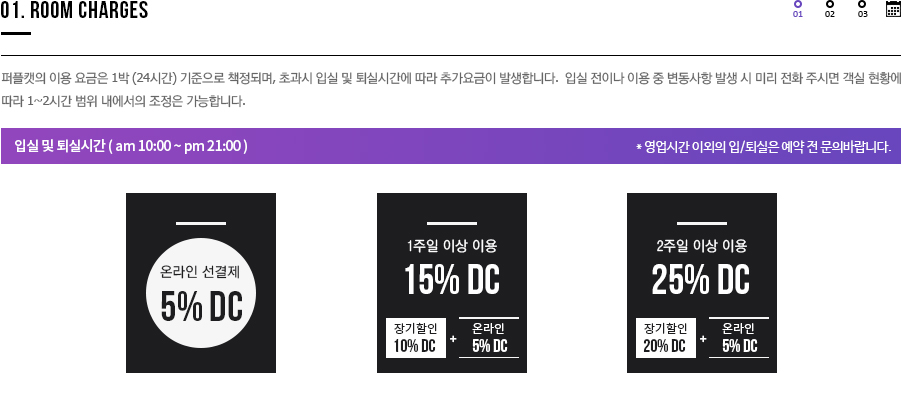 01. ROOM CHARGES
01 02 03
퍼플캣의 이용 요금은 1박 (24시간) 기준으로 책정되며, 초과시 입실 및 퇴실시간에 따라 추가요금이 발생합니다. 입실 전이나 이용 중 변동사항 발생 시 미리 전화 주시면 객실 현황에
따라 1~2시간 범위 내에서의 조정은 가능합니다.
입실 및 퇴실시간 ( am 10:00 ~ pm 21:00 )
* 영업시간 이외의 입/퇴실은 예약 전 문의바랍니다.
온라인 선결제
5% DC
1주일 이상 이용
15% DC
장기할인 + 온라인
10% DC 5% DC
2주일 이상 이용
25% DC
장기할인 + 온라인
20% DC 5% DC